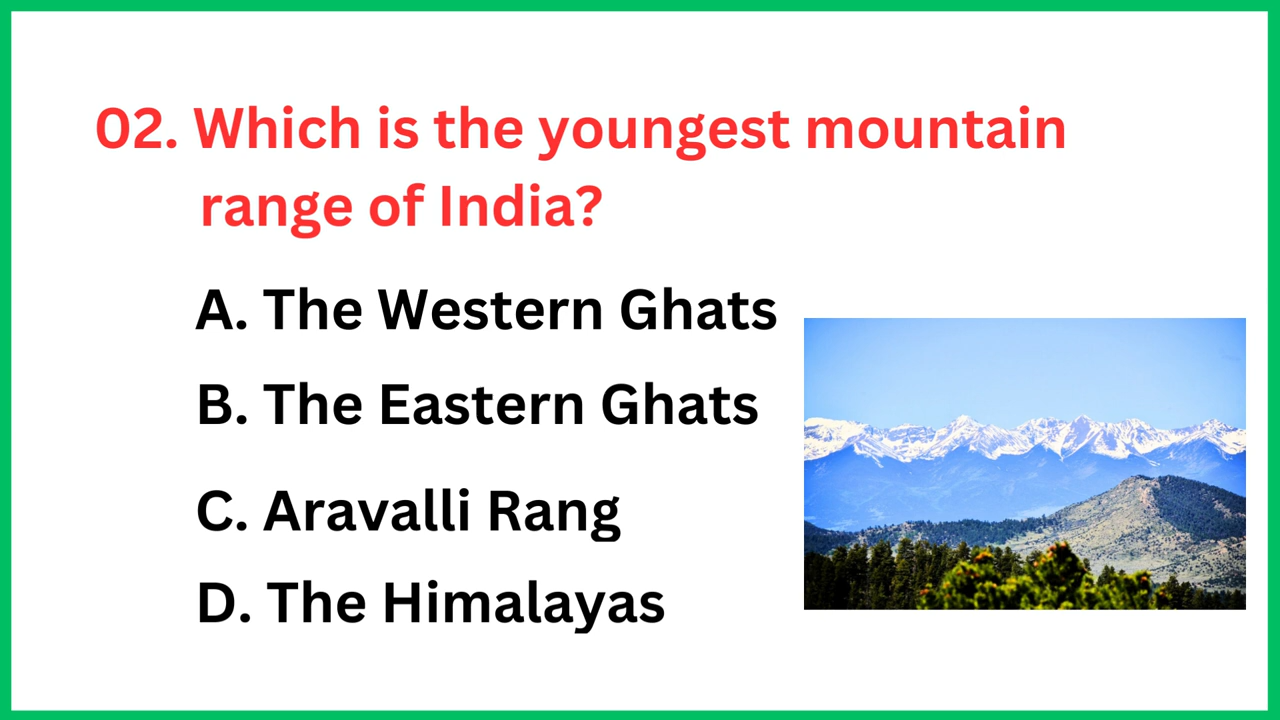 02. Which is the youngest mountain
range of India?
A. The Western Ghats
B. The Eastern Ghats
C. Aravalli Rang
D. The Himalayas